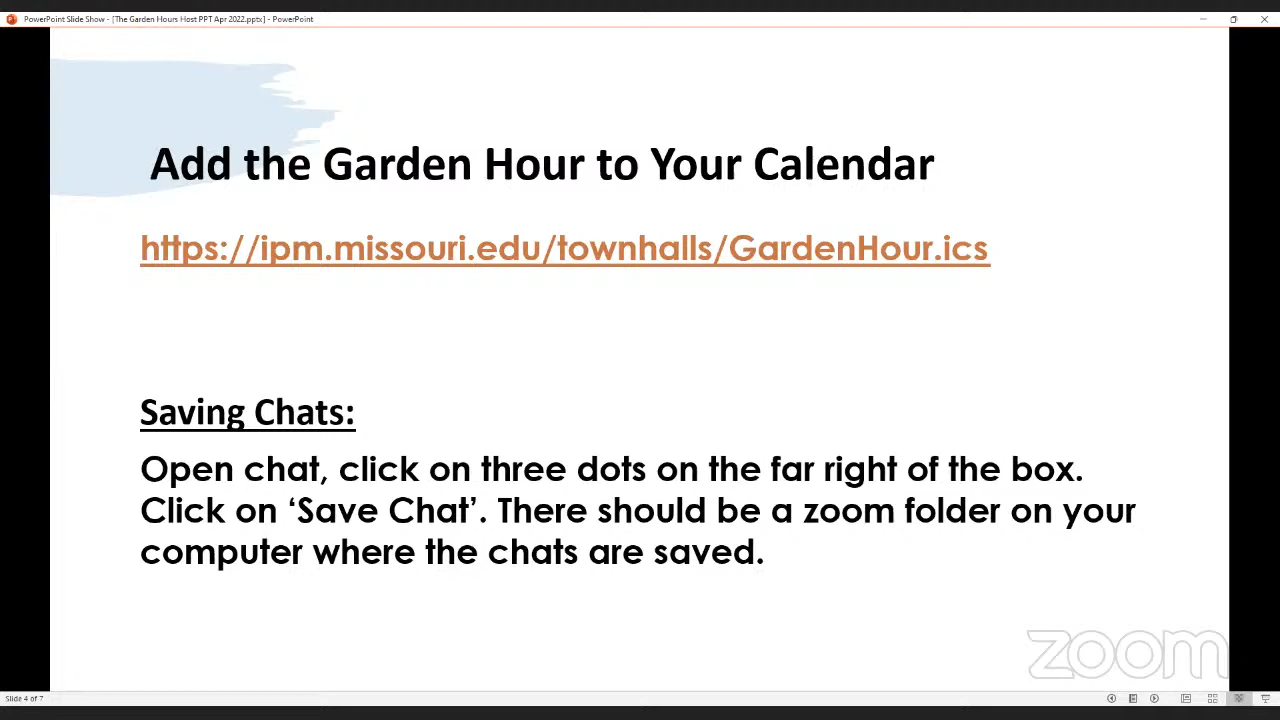 PowerPoint Slide Show - [The Garden Hours Host PPT Apr 2022.pptx] - PowerPoint
Add the Garden Hour to Your Calendar
https://ipm.missouri.edu/townhalls/GardenHour.ics
Saving Chats:
Open chat, click on three dots on the far right of the box.
Click on ‘Save Chat’. There should be a zoom folder on your
computer where the chats are saved.
zoom
Slide 4 of 7